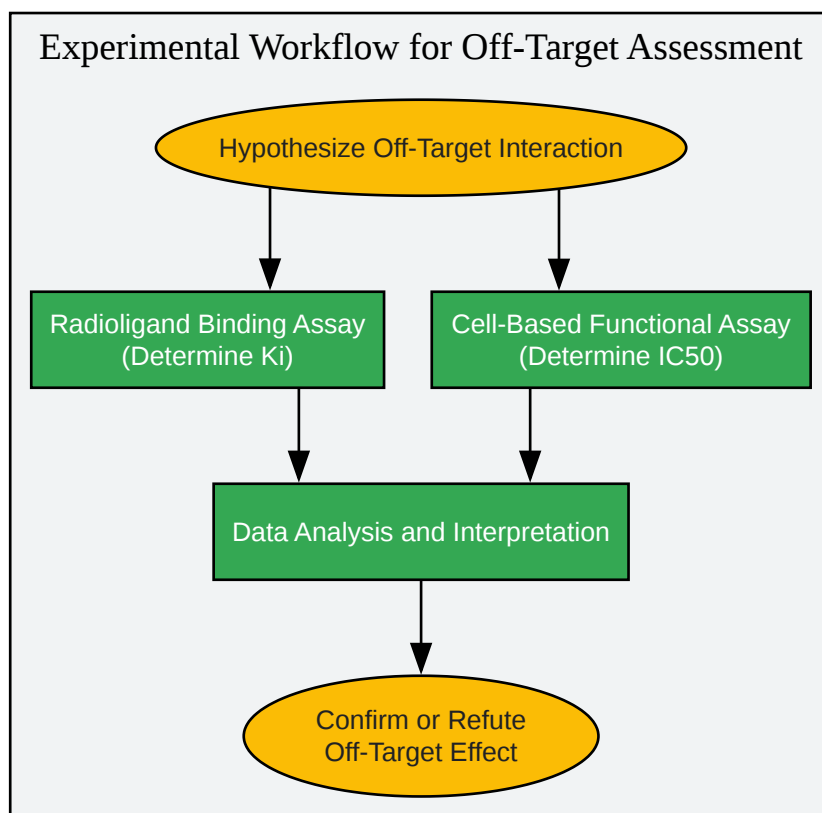 Experimental Workflow for Off-Target Assessment
Hypothesize Off-Target Interaction
Radioligand Binding Assay
(Determine Ki)
Cell-Based Functional Assay
(Determine IC50)
Data Analysis and Interpretation
Confirm or Refute
Off-Target Effect